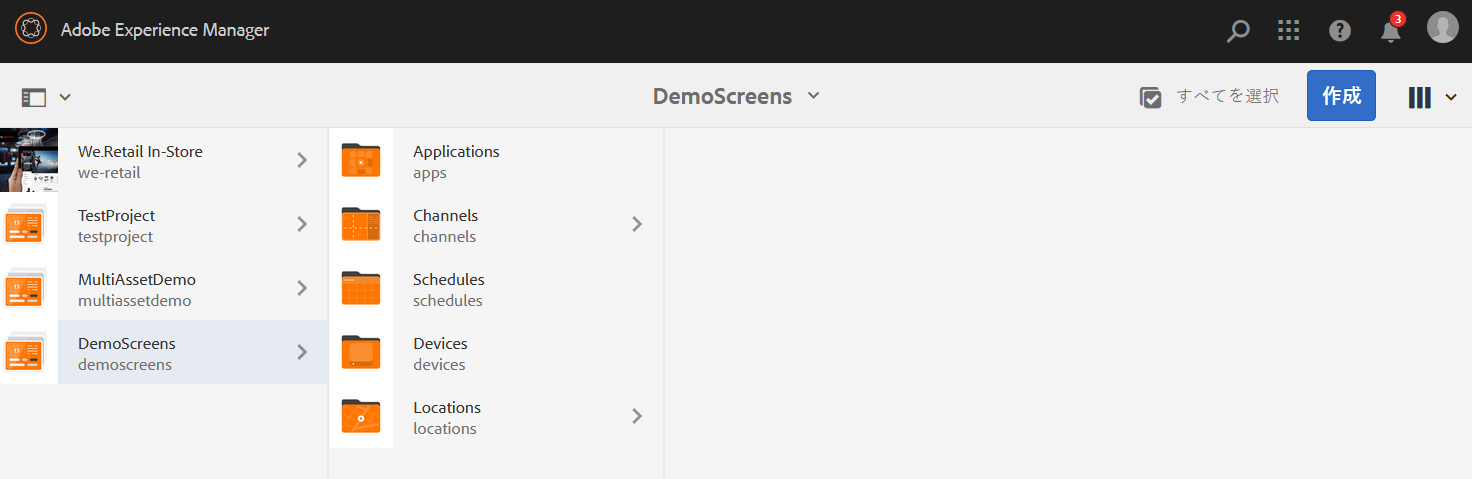 Adobe Experience Manager
3
DemoScreens
すべてを選択
作成
We.Retail In-Store
we-retail
TestProject
testproject
MultiAssetDemo
multiassetdemo
DemoScreens
demoscreens
Applications
apps
Channels
channels
Schedules
schedules
Devices
devices
Locations
locations